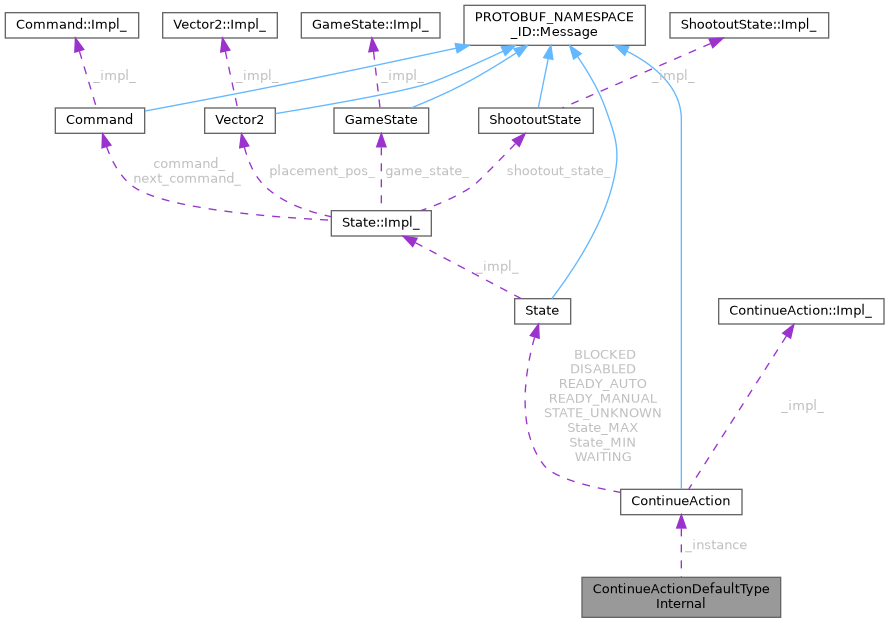 Command::Impl_
Vector2::Impl_
GameState::Impl_
PROTOBUF_NAMESPACE
_ID::Message
ShootoutState::Impl_
_impl_
_impl_
_impl_
_impl_
Command
Vector2
GameState
ShootoutState
command_
next_command_
placement_pos_
game_state_
shootout_state_
State::Impl_
_impl_
State
ContinueAction::Impl_
BLOCKED
DISABLED
READY_AUTO
READY_MANUAL
STATE_UNKNOWN
State_MAX
State_MIN
WAITING
_impl_
ContinueAction
_instance
ContinueActionDefaultType
Internal